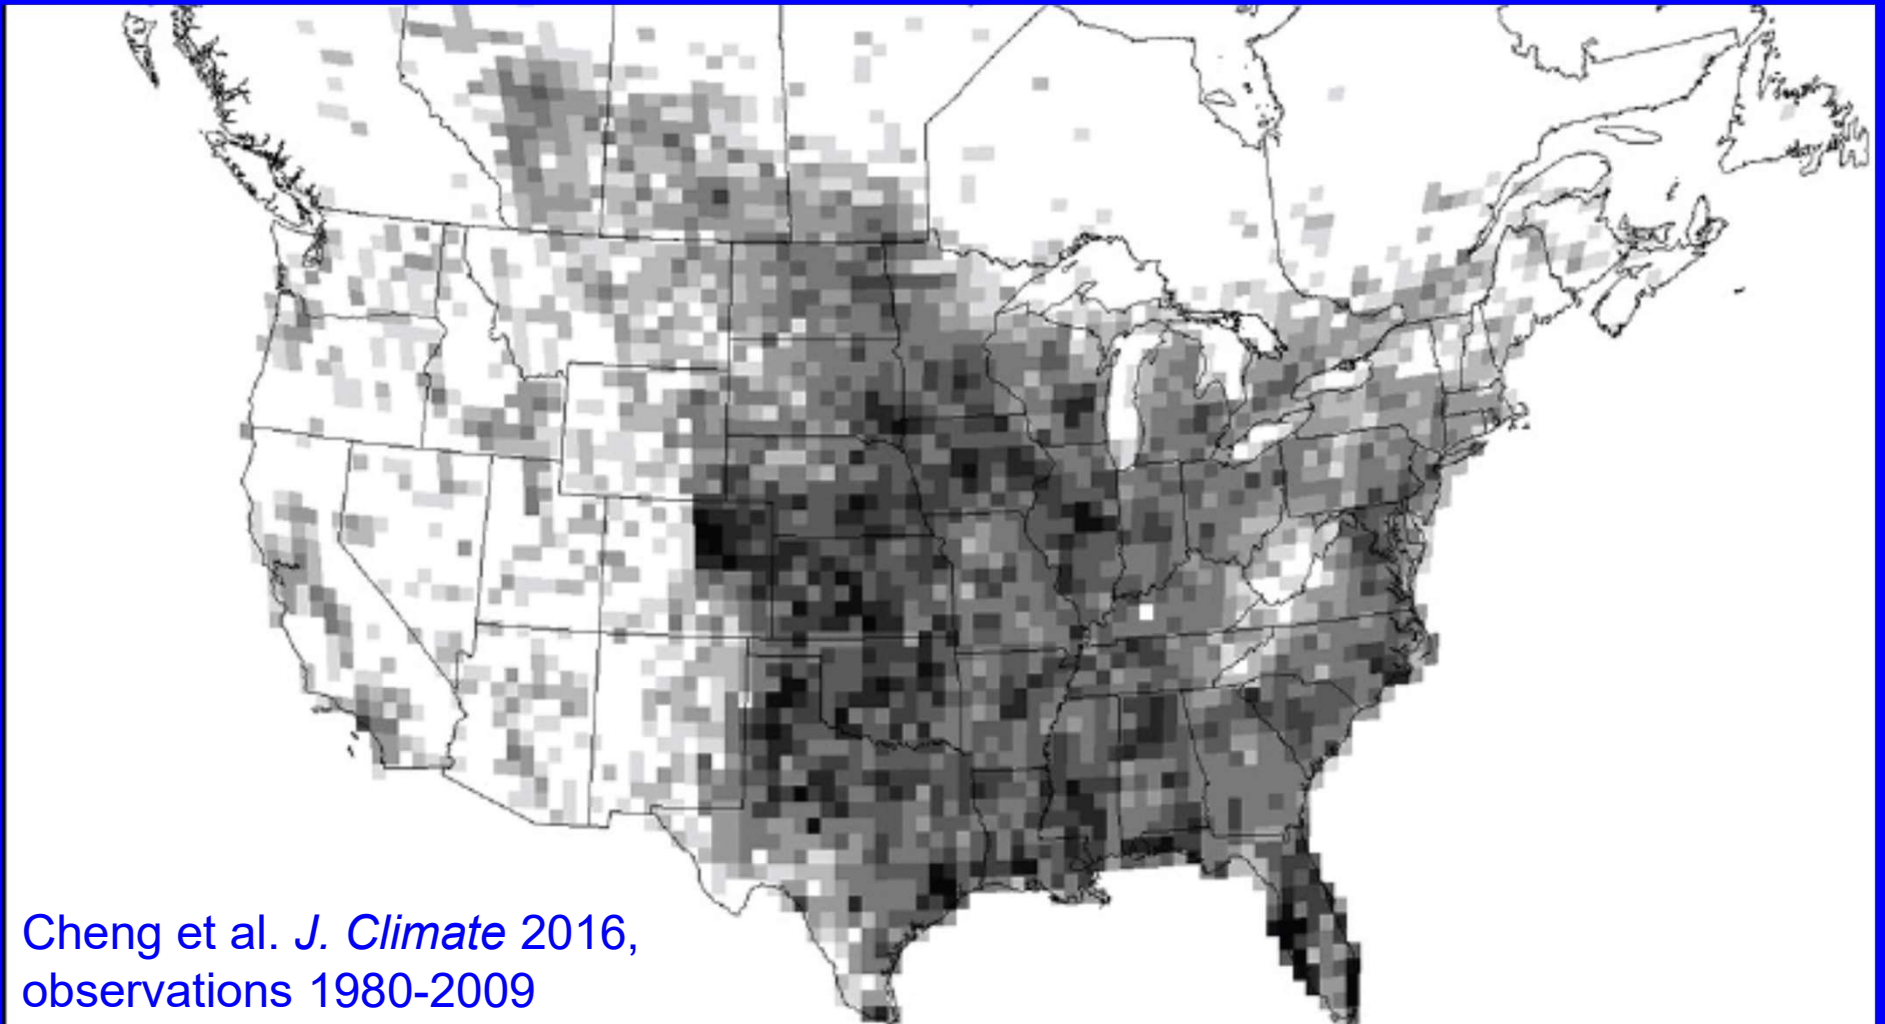 Cheng et al. J. Climate 2016,
observations 1980-2009